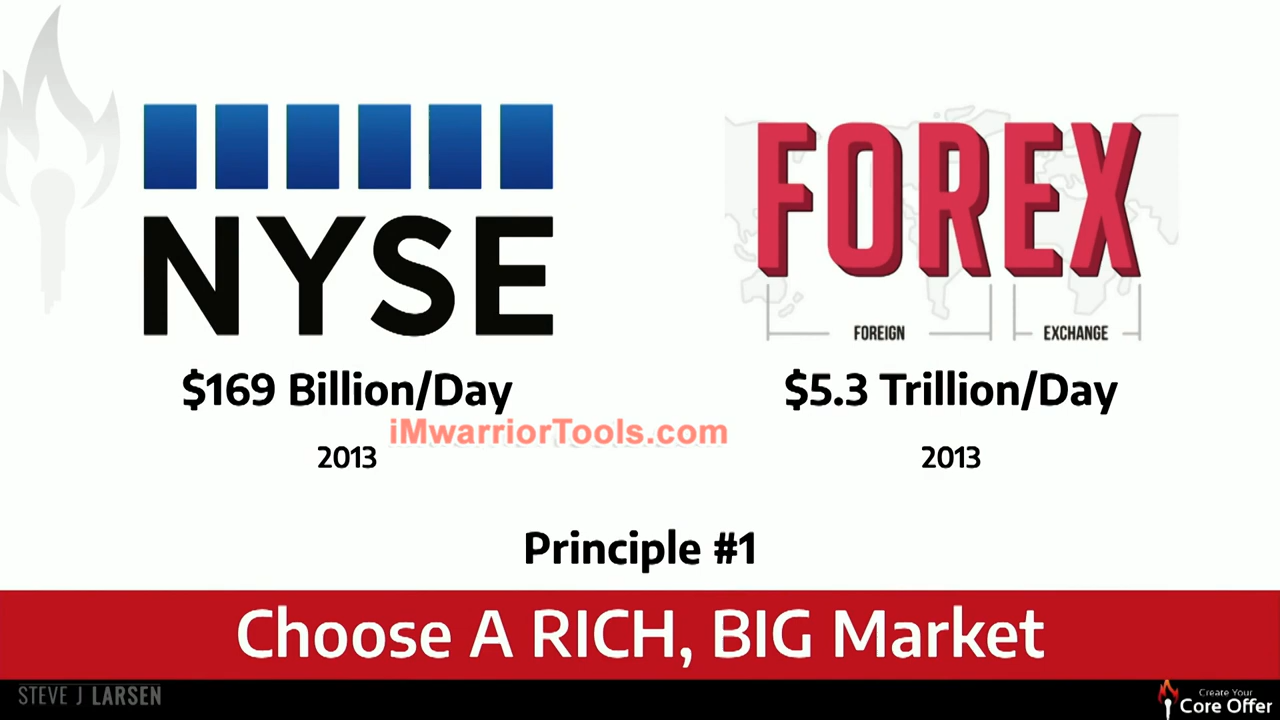 NYSE
FOREX
FOREIGN EXCHANGE
$169 Billion/Day
$5.3 Trillion/Day
iMwarriorTools.com
2013
2013
Principle #1
Choose A RICH, BIG Market
STEVE J LARSEN
Create Your
Core Offer